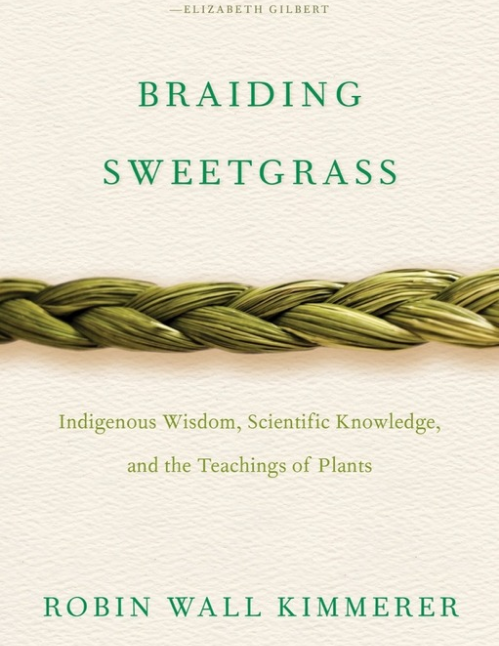 —ELIZABETH GILBERT
BRAIDING
SWEETGRASS
Indigenous Wisdom, Scientific Knowledge,
and the Teachings of Plants
ROBIN WALL KIMMERER